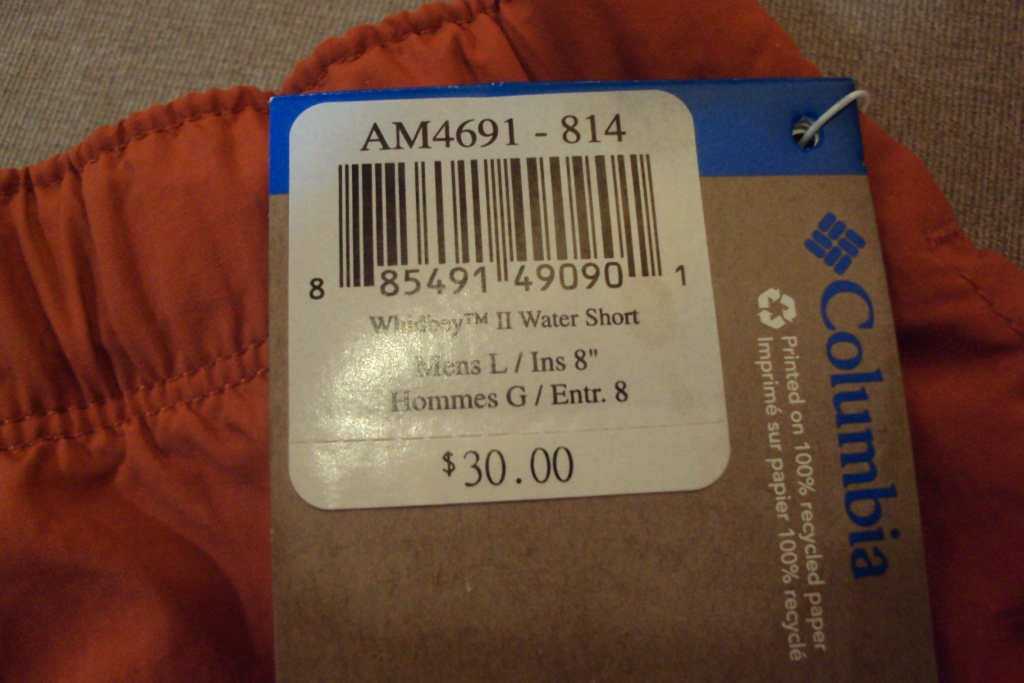 AM4691 - 814
8 85491 49090 1
Whidbey™ II Water Short
Mens L / Ins 8"
Hommes G / Entr. 8
$30.00
Columbia
Printed on 100% recycled paper
Imprimé sur papier 100% recyclé